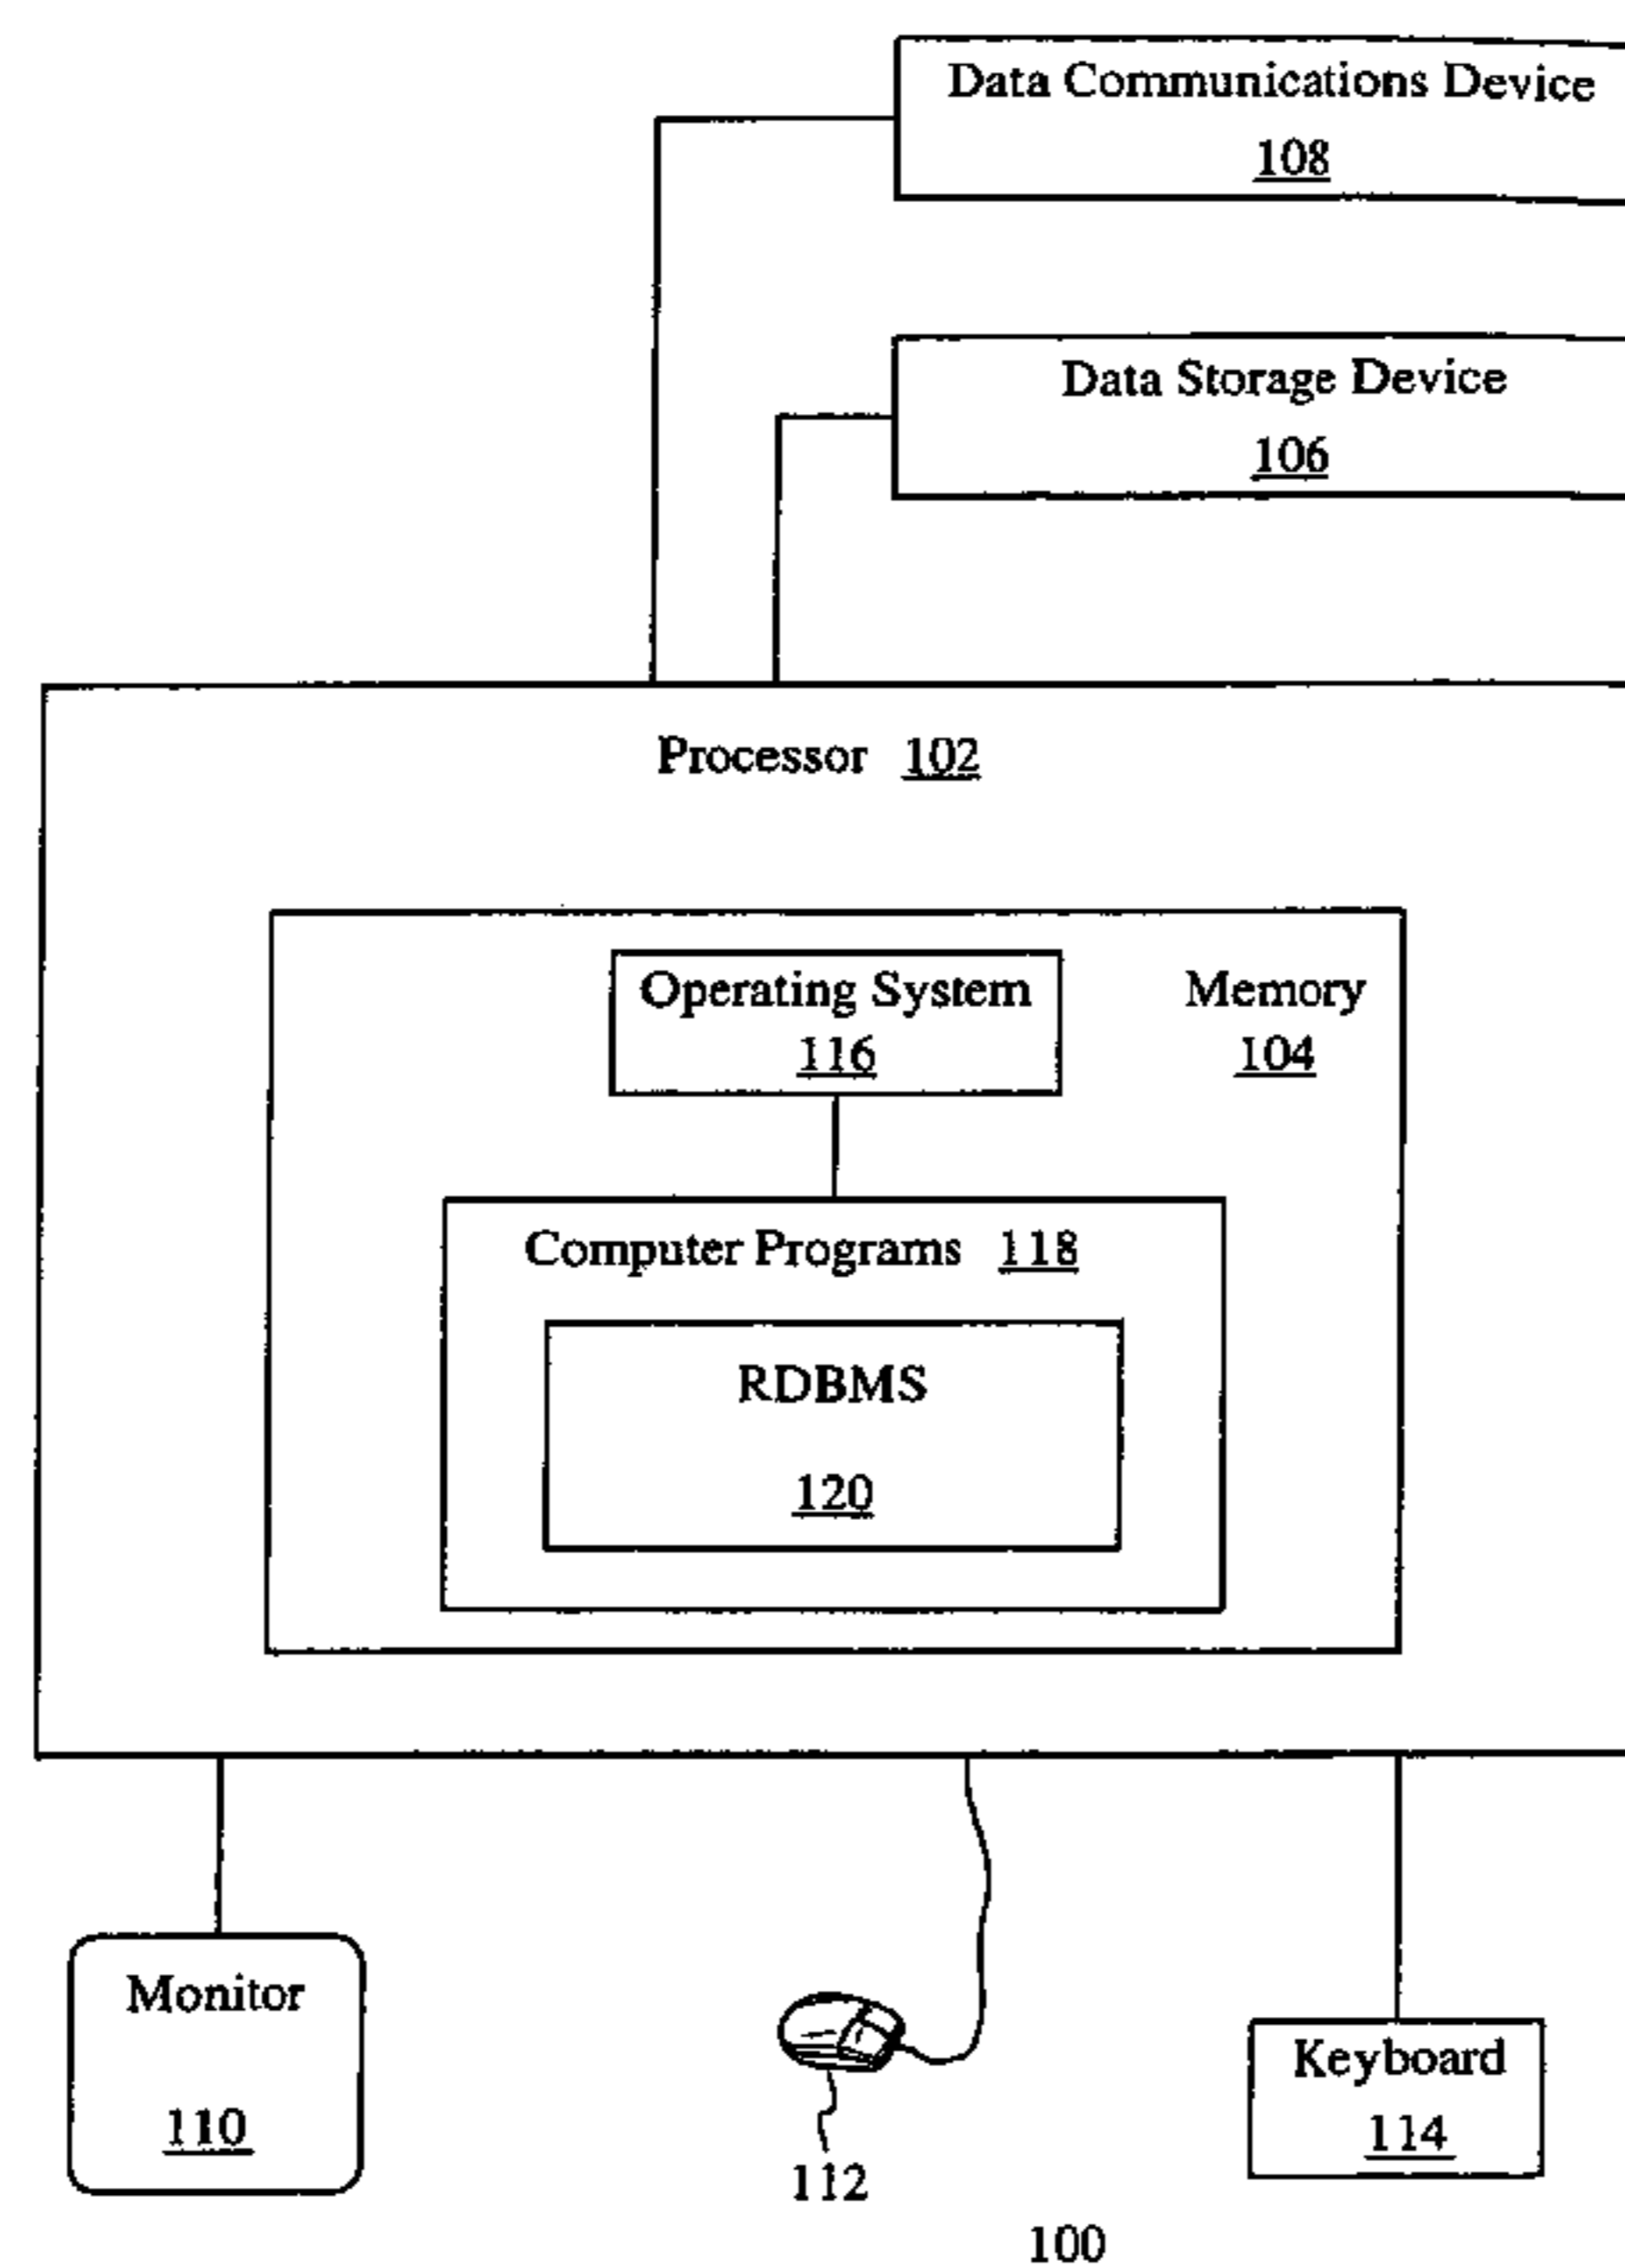 Data Communications Device
108
Data Storage Device
106
Processor 102
Operating System
116
Memory
104
Computer Programs 118
RDBMS
120
Monitor
110
112
Keyboard
114
100